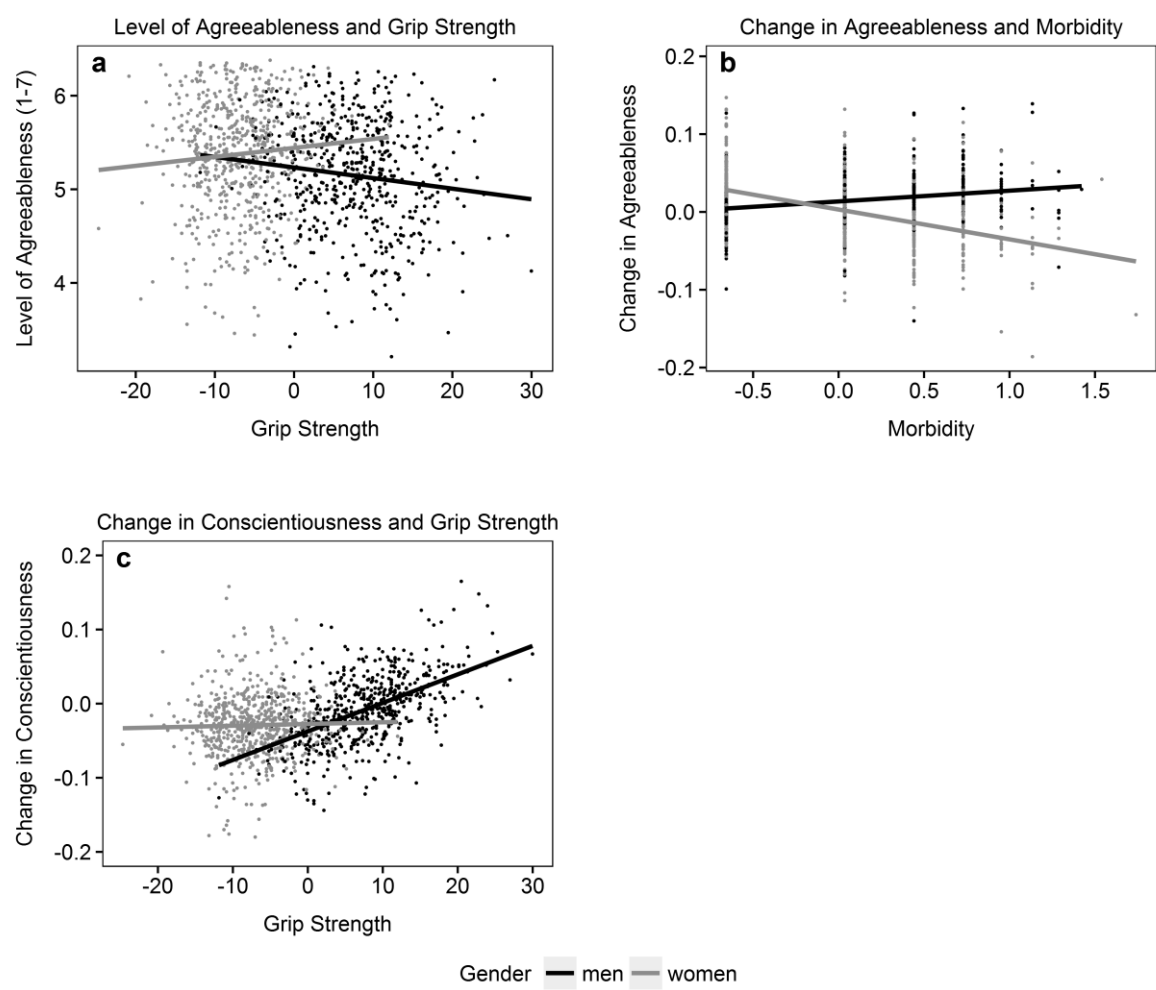 Level of Agreeableness and Grip Strength
a
Level of Agreeableness (1-7)
6
5
4
-20 -10 0 10 20 30
Grip Strength
Change in Agreeableness and Morbidity
b
Change in Agreeableness
0.2
0.1
0.0
-0.1
-0.2
-0.5 0.0 0.5 1.0 1.5
Morbidity
Change in Conscientiousness and Grip Strength
c
Change in Conscientiousness
0.2
0.1
0.0
-0.1
-0.2
-20 -10 0 10 20 30
Grip Strength
Gender men women